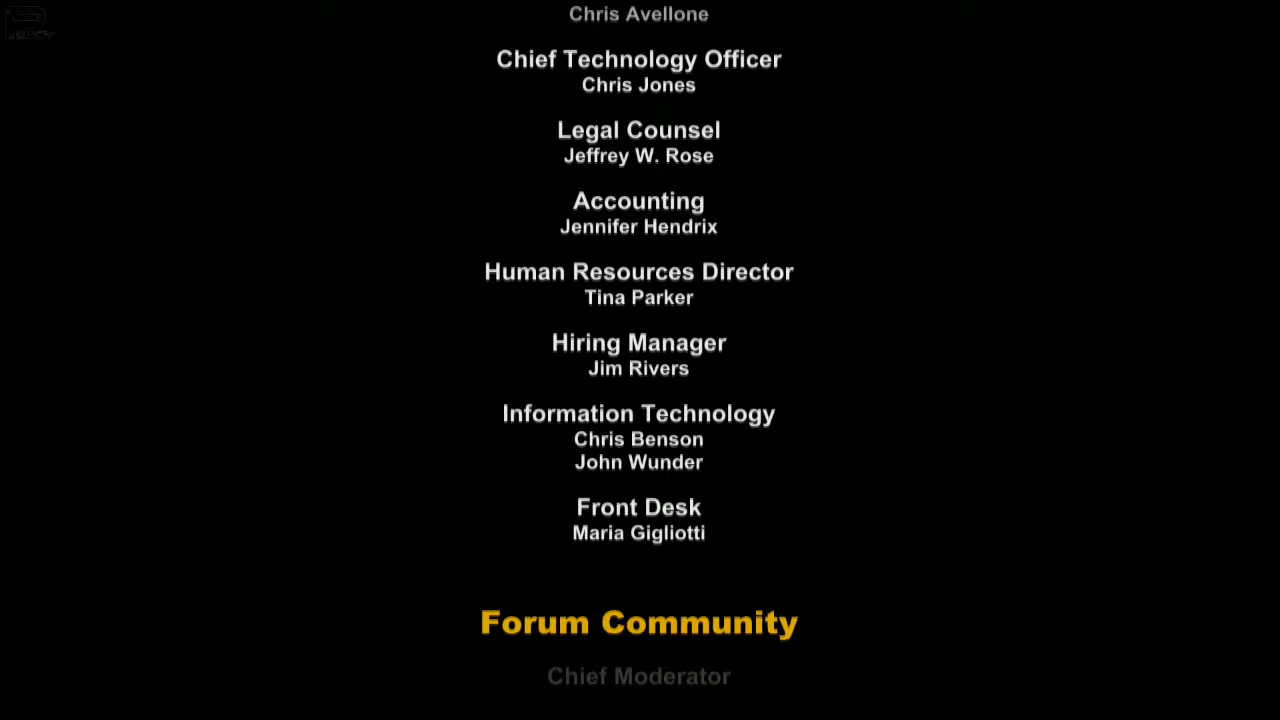 Chris Avellone
Chief Technology Officer
Chris Jones
Legal Counsel
Jeffrey W. Rose
Accounting
Jennifer Hendrix
Human Resources Director
Tina Parker
Hiring Manager
Jim Rivers
Information Technology
Chris Benson
John Wunder
Front Desk
Maria Gigliotti
Forum Community
Chief Moderator